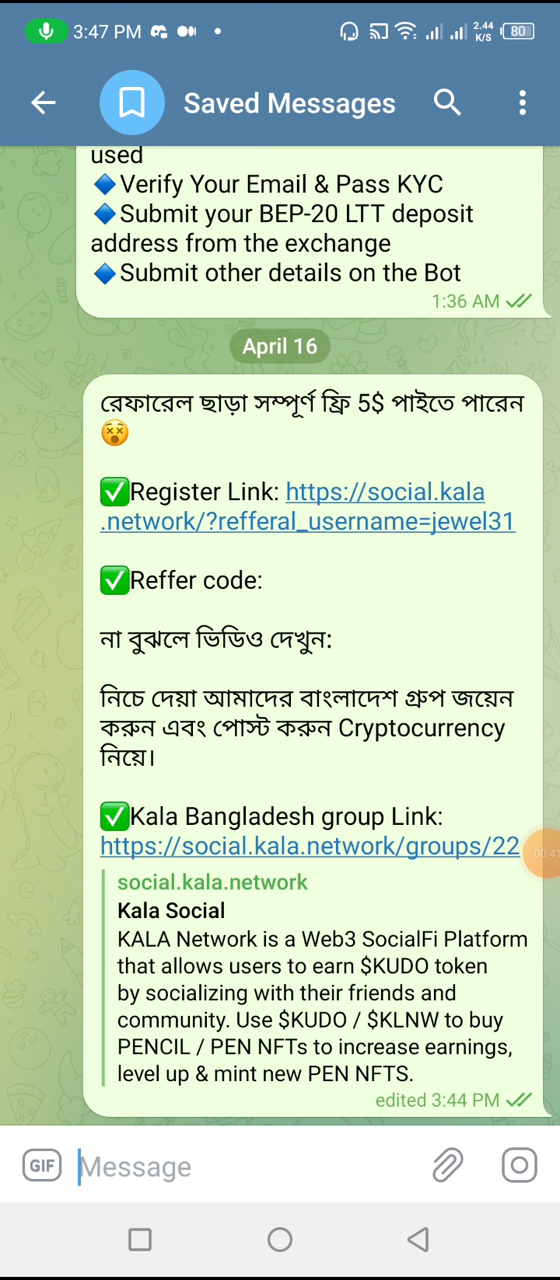 3:47 PM
2.44
K/S
80
Saved Messages
used
🔷Verify Your Email & Pass KYC
🔷Submit your BEP-20 LTT deposit
address from the exchange
🔷Submit other details on the Bot
1:36 AM
April 16
রেফারেল ছাড়া সম্পূর্ণ ফ্রি 5$ পাইতে পারেন
😵
✅Register Link: https://social.kala
.network/?refferal_username=jewel31
✅Reffer code:
না বুঝলে ভিডিও দেখুন:
নিচে দেয়া আমাদের বাংলাদেশ গ্রুপ জয়েন
করুন এবং পোস্ট করুন Cryptocurrency
নিয়ে।
✅Kala Bangladesh group Link:
https://social.kala.network/groups/22
00:41
social.kala.network
Kala Social
KALA Network is a Web3 SocialFi Platform
that allows users to earn $KUDO token
by socializing with their friends and
community. Use $KUDO / $KLNW to buy
PENCIL / PEN NFTs to increase earnings,
level up & mint new PEN NFTS.
edited 3:44 PM
GIF
Message